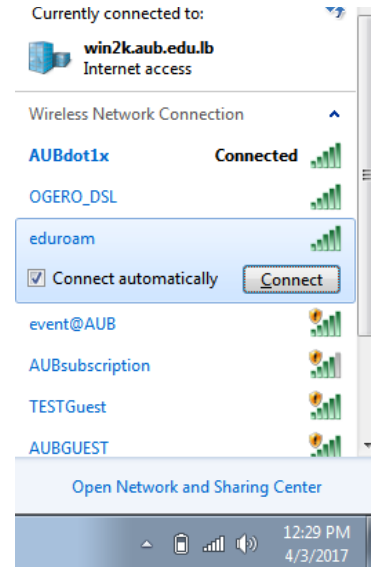 Currently connected to:
win2k.aub.edu.lb
Internet access
Wireless Network Connection
AUBdot1x Connected
OGERO_DSL
eduroam
Connect automatically Connect
event@AUB
AUBsubscription
TESTGuest
AUBGUEST
Open Network and Sharing Center
12:29 PM
4/3/2017